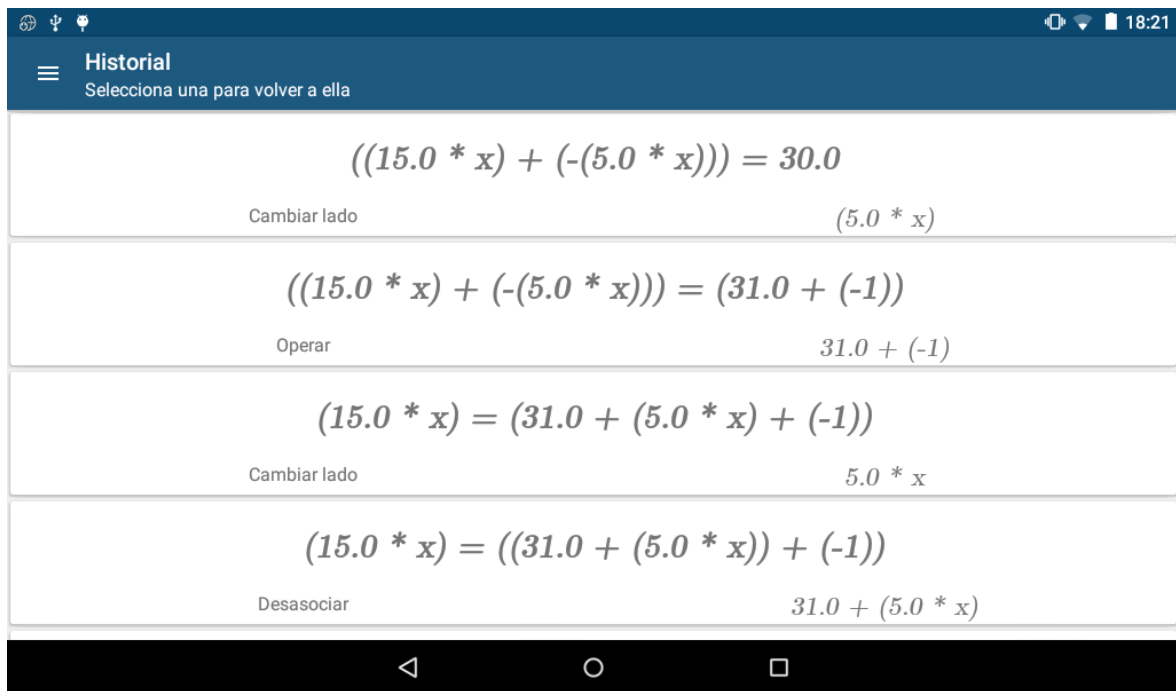 18:21
Historial
Selecciona una para volver a ella
((15.0 * x) + (-(5.0 * x))) = 30.0
Cambiar lado (5.0 * x)
((15.0 * x) + (-(5.0 * x))) = (31.0 + (-1))
Operar 31.0 + (-1)
(15.0 * x) = (31.0 + (5.0 * x) + (-1))
Cambiar lado 5.0 * x
(15.0 * x) = ((31.0 + (5.0 * x)) + (-1))
Desasociar 31.0 + (5.0 * x)